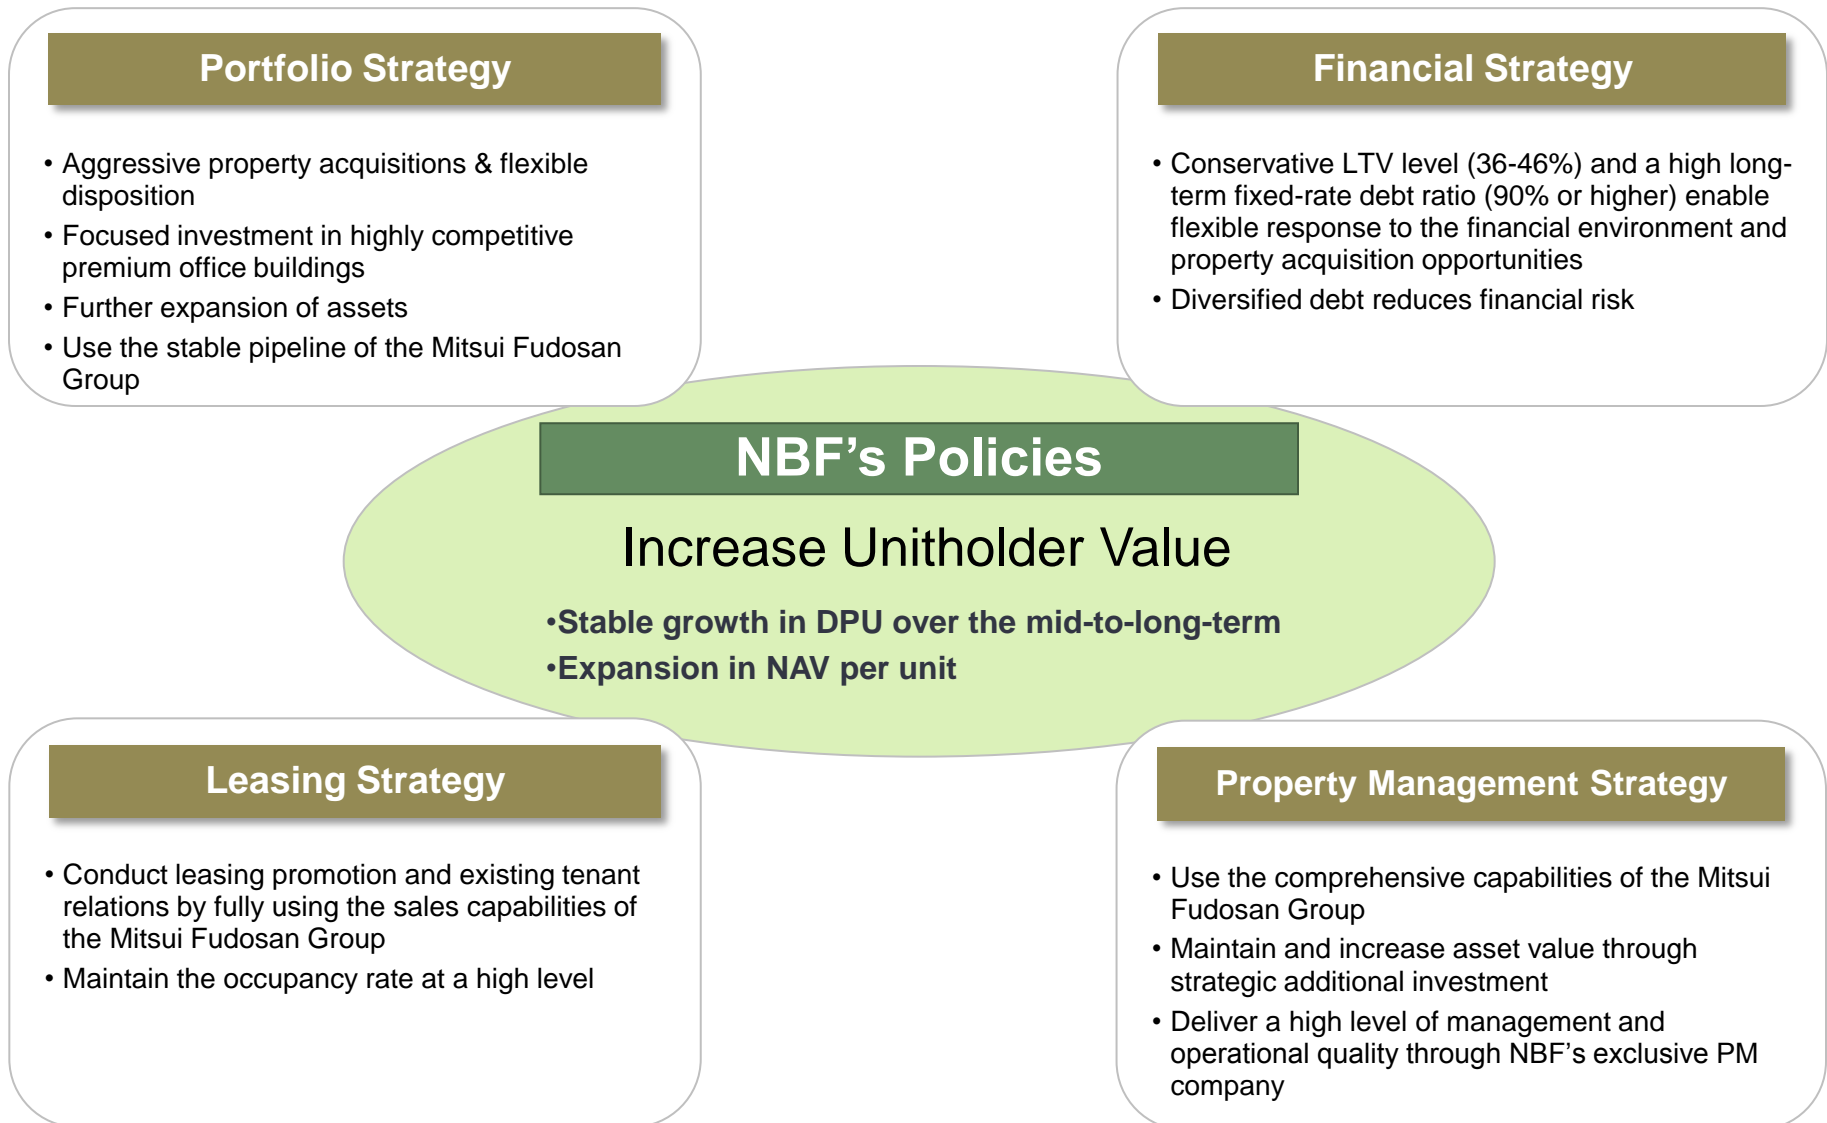 Portfolio Strategy
• Aggressive property acquisitions & flexible
disposition
• Focused investment in highly competitive
premium office buildings
• Further expansion of assets
• Use the stable pipeline of the Mitsui Fudosan
Group
Financial Strategy
• Conservative LTV level (36-46%) and a high long-
term fixed-rate debt ratio (90% or higher) enable
flexible response to the financial environment and
property acquisition opportunities
• Diversified debt reduces financial risk
NBF’s Policies
Increase Unitholder Value
•Stable growth in DPU over the mid-to-long-term
•Expansion in NAV per unit
Leasing Strategy
• Conduct leasing promotion and existing tenant
relations by fully using the sales capabilities of
the Mitsui Fudosan Group
• Maintain the occupancy rate at a high level
Property Management Strategy
• Use the comprehensive capabilities of the Mitsui
Fudosan Group
• Maintain and increase asset value through
strategic additional investment
• Deliver a high level of management and
operational quality through NBF’s exclusive PM
company